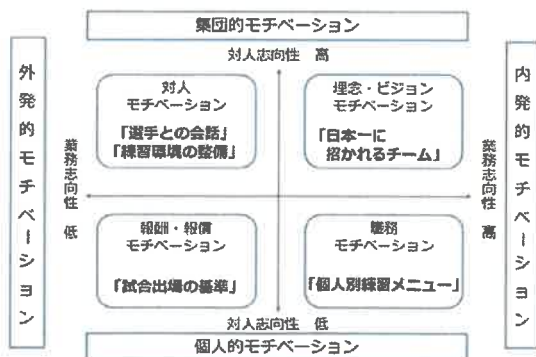 集団的モチベーション
対人志向性 高
外発的モチベーション
内発的モチベーション
対人
モチベーション
「選手との会話」
「練習環境の整備」
理念・ビジョン
モチベーション
「日本一に
招かれるチーム」
業務志向性 低
業務志向性 高
報酬・報償
モチベーション
「試合出場の基準」
職務
モチベーション
「個人別練習メニュー」
対人志向性 低
個人的モチベーション